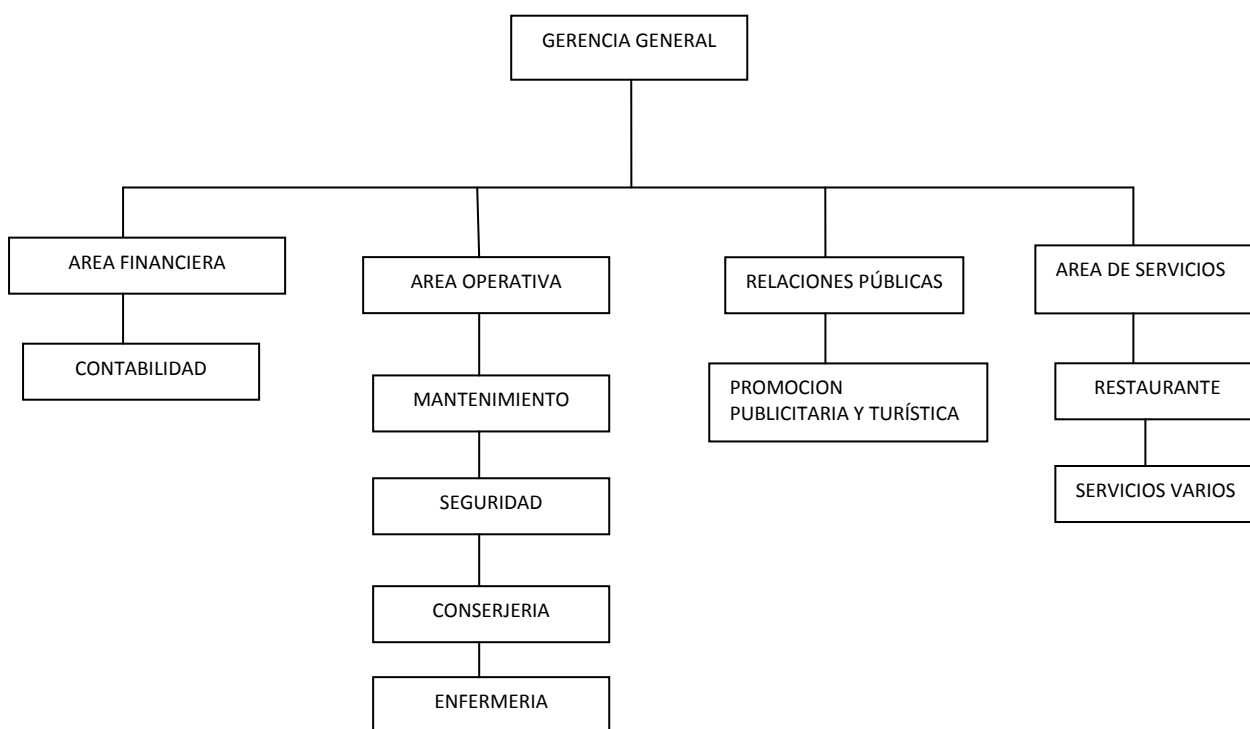 GERENCIA GENERAL
AREA FINANCIERA
AREA OPERATIVA
RELACIONES PÚBLICAS
AREA DE SERVICIOS
CONTABILIDAD
MANTENIMIENTO
PROMOCION
PUBLICITARIA Y TURÍSTICA
RESTAURANTE
SEGURIDAD
SERVICIOS VARIOS
CONSERJERIA
ENFERMERIA